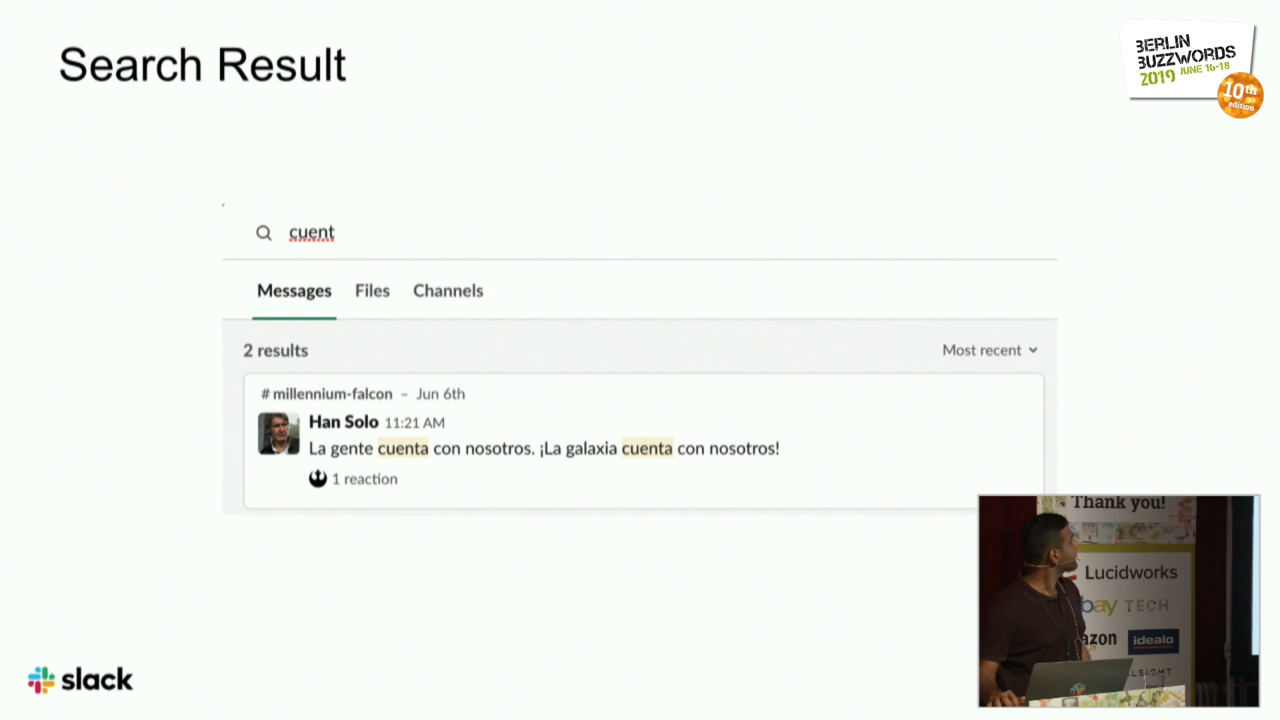 Search Result
BERLIN
BUZZWORDS
2019 JUNE 16-18
10th
edition
cuent
Messages Files Channels
2 results
Most recent
# millennium-falcon – Jun 6th
Han Solo 11:21 AM
La gente cuenta con nosotros. ¡La galaxia cuenta con nosotros!
1 reaction
Thank you!
Lucidworks
bay TECH
azon idealo
slack